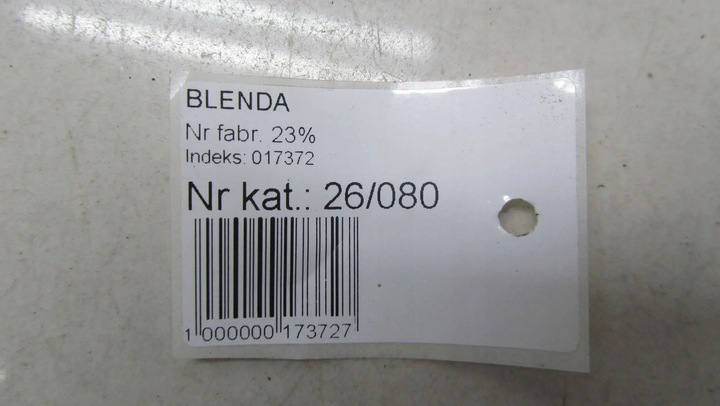 BLENDA
Nr fabr. 23%
Indeks: 017372
Nr kat.: 26/080
1 000000 173727